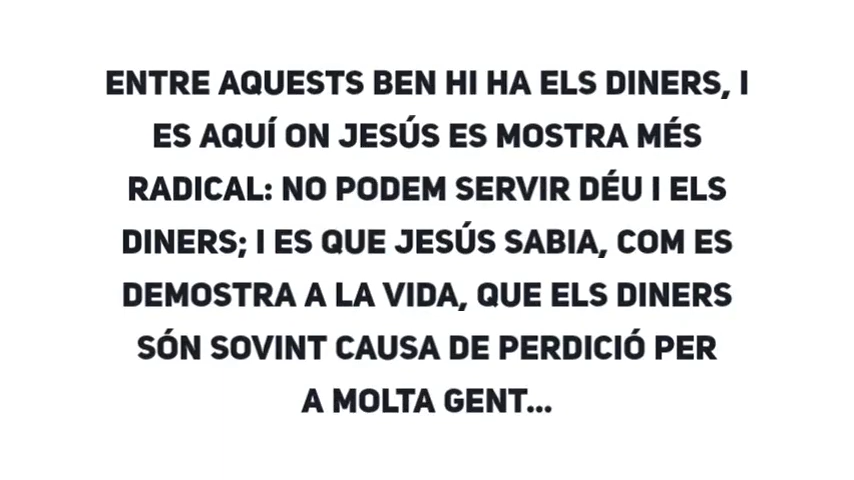 ENTRE AQUESTS BEN HI HA ELS DINERS, I
ES AQUÍ ON JESÚS ES MOSTRA MÉS
RADICAL: NO PODEM SERVIR DÉU I ELS
DINERS; I ES QUE JESÚS SABIA, COM ES
DEMOSTRA A LA VIDA, QUE ELS DINERS
SÓN SOVINT CAUSA DE PERDICIÓ PER
A MOLTA GENT...